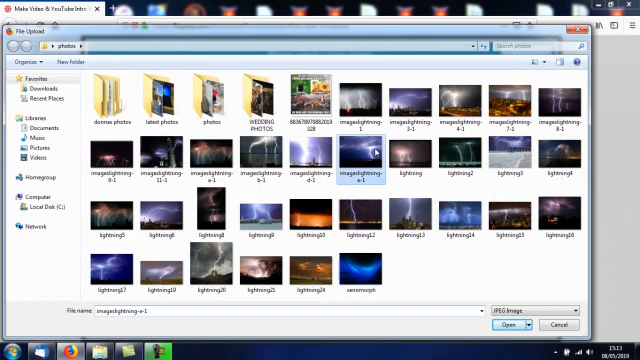 Make Video & YouTube Intro
File Upload
photos
Search photos
Organize
New folder
Favorites
Downloads
Recent Places
Libraries
Documents
Music
Pictures
Videos
Homegroup
Computer
Local Disk (C:)
Network
donnas photos
latest photos
photos
WEDDING PHOTOS
imageslightning-1
imageslightning-3-1
imageslightning-4-1
imageslightning-7-1
imageslightning-8-1
imageslightning-9-1
imageslightning-11-1
imageslightning-a-1
imageslightning-b-1
imageslightning-d-1
imageslightning-e-1
lightning
lightning2
lightning3
lightning4
lightning5
lightning6
lightning8
lightning9
lightning10
lightning12
lightning13
lightning14
lightning15
lightning16
lightning17
lightning19
lightning20
lightning21
lightning24
xenomorph
File name:
imageslightning-e-1
JPEG Image
Open
Cancel
15:13
08/05/2019